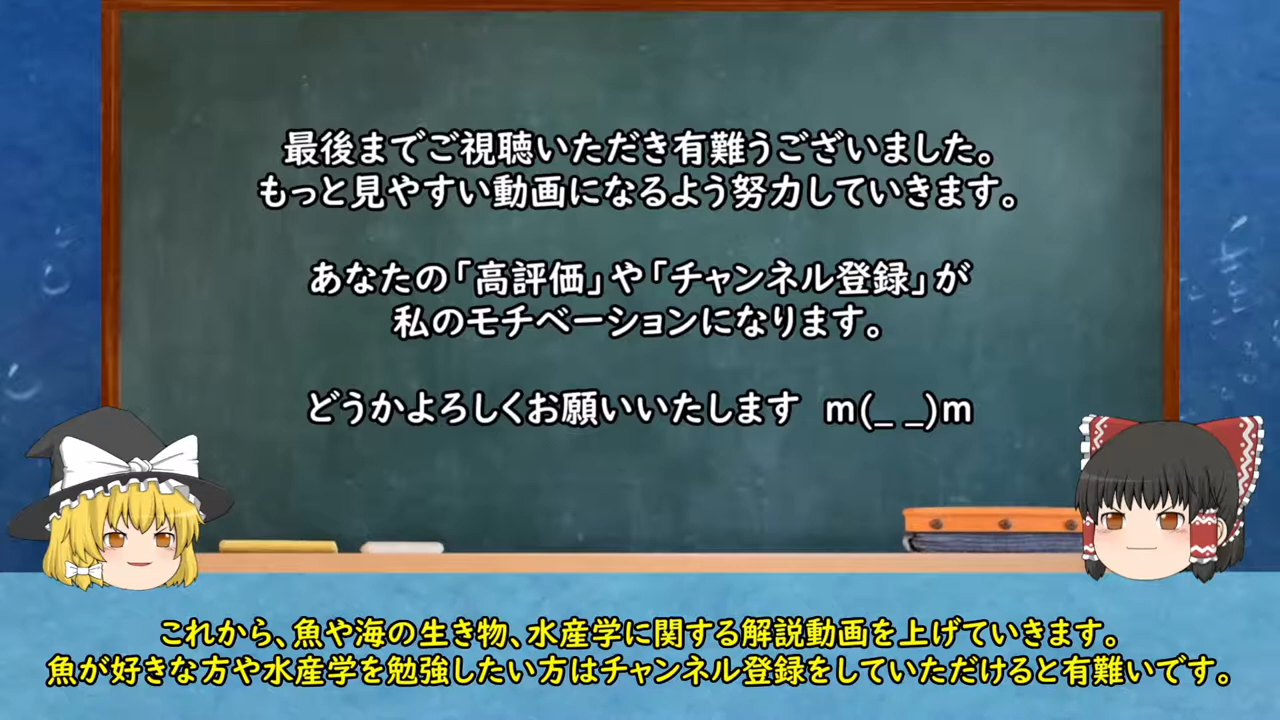 最後までご視聴いただき有難うございました。
もっと見やすい動画になるよう努力していきます。
あなたの「高評価」や「チャンネル登録」が
私のモチベーションになります。
どうかよろしくお願いいたします m(_ _)m
これから、魚や海の生き物、水産学に関する解説動画を上げていきます。
魚が好きな方や水産学を勉強したい方はチャンネル登録をしていただけると有難いです。